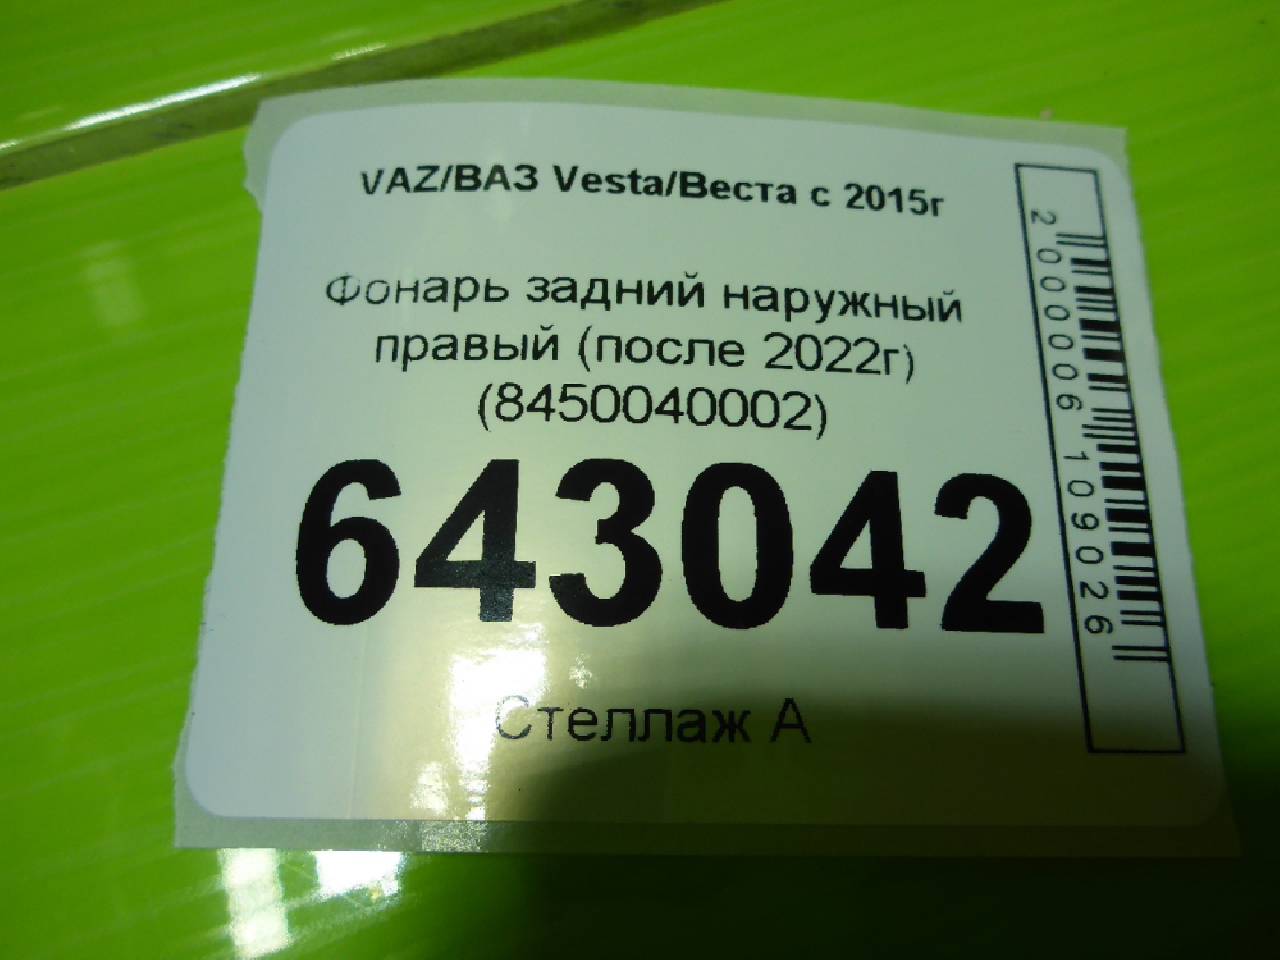 VAZ/ВАЗ Vesta/Веста с 2015г
Фонарь задний наружный
правый (после 2022г)
(8450040002)
643042
Стеллаж А
2000006109026